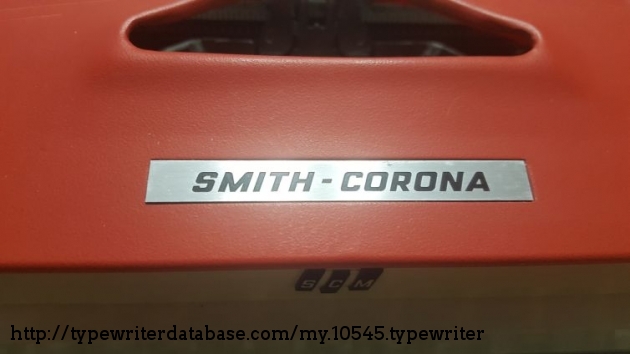 SMITH-CORONA
SCM
http://typewriterdatabase.com/my.10545.typewriter